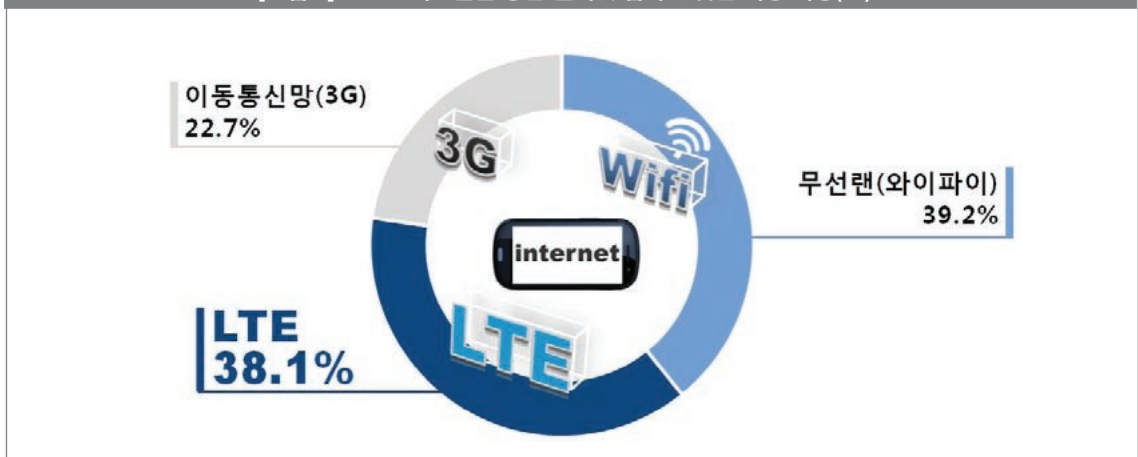 이동통신망(3G)
22.7%
3G
Wifi
무선랜(와이파이)
39.2%
internet
LTE
38.1%
LTE